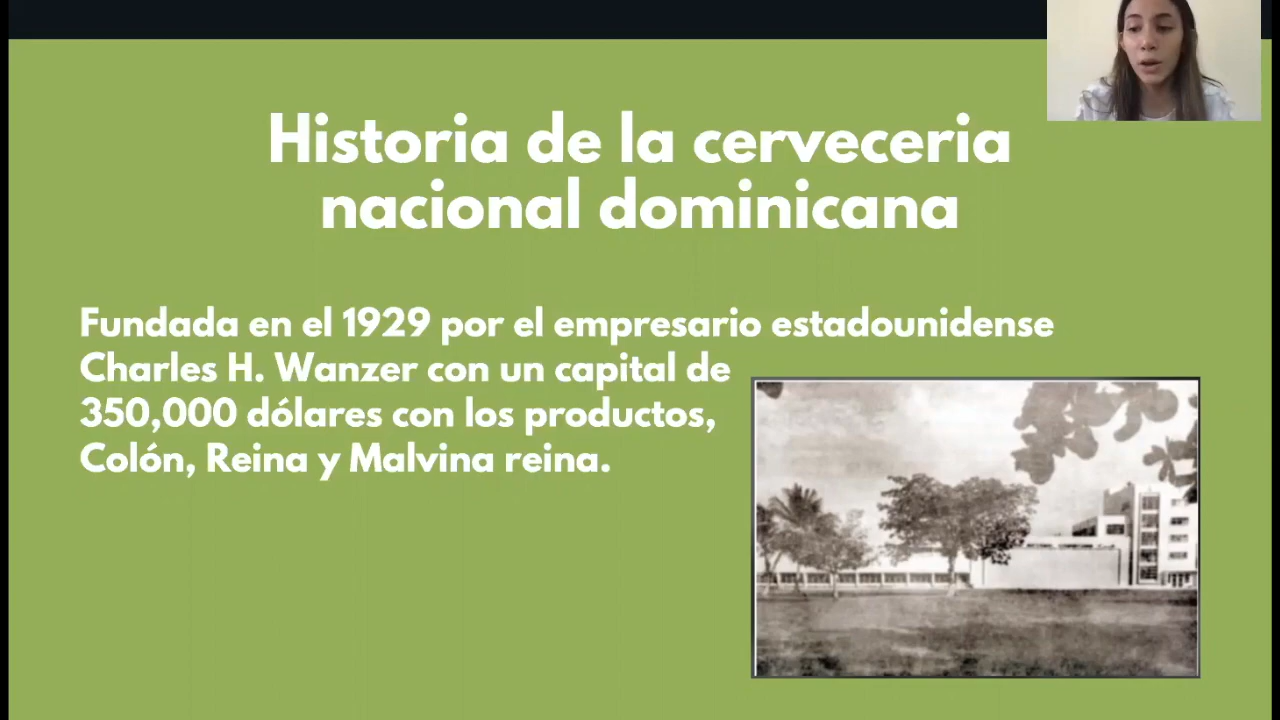 Historia de la cerveceria
nacional dominicana
Fundada en el 1929 por el empresario estadounidense
Charles H. Wanzer con un capital de
350,000 dólares con los productos,
Colón, Reina y Malvina reina.